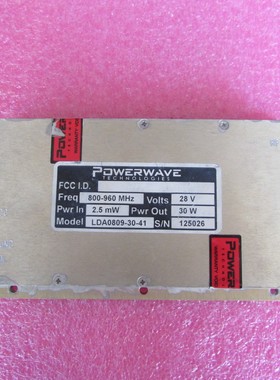 POWERWAVE
TECHNOLOGIES
FCC I.D.
Freq 800-960 MHz Volts 28 V
Pwr In 2.5 mW Pwr Out 30 W
Model LDA0809-30-41 S/N 125026
POWER